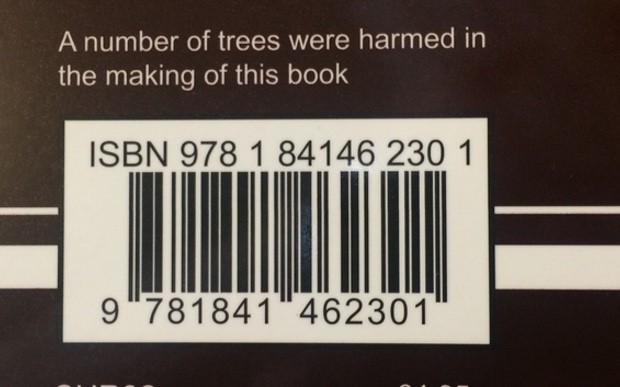 A number of trees were harmed in
the making of this book
ISBN 978 1 84146 230 1
9 781841 462301